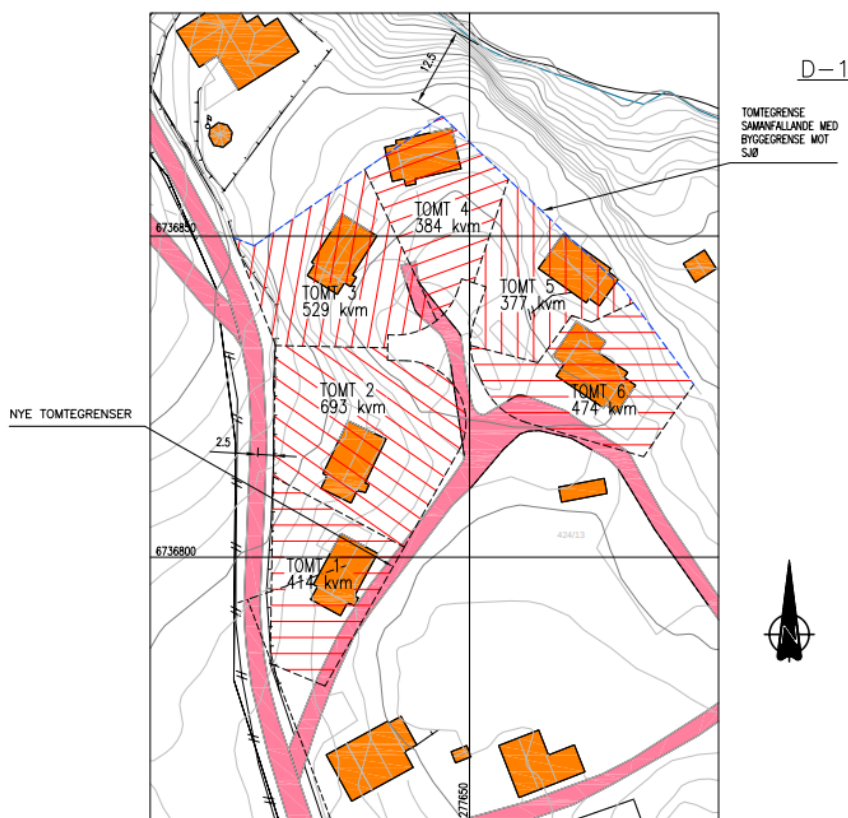 D-1
12.5
TOMTEGRENSE
SAMANFALLANDE MED
BYGGEGRENSE MOT
SJØ
TOMT 4
384 kvm
6736850
TOMT 5
377 kvm
TOMT 3
529 kvm
TOMT 2
693 kvm
TOMT 6
474 kvm
NYE TOMTEGRENSER
2.5
424/13
6736800
TOMT 1
414 kvm
N
277650